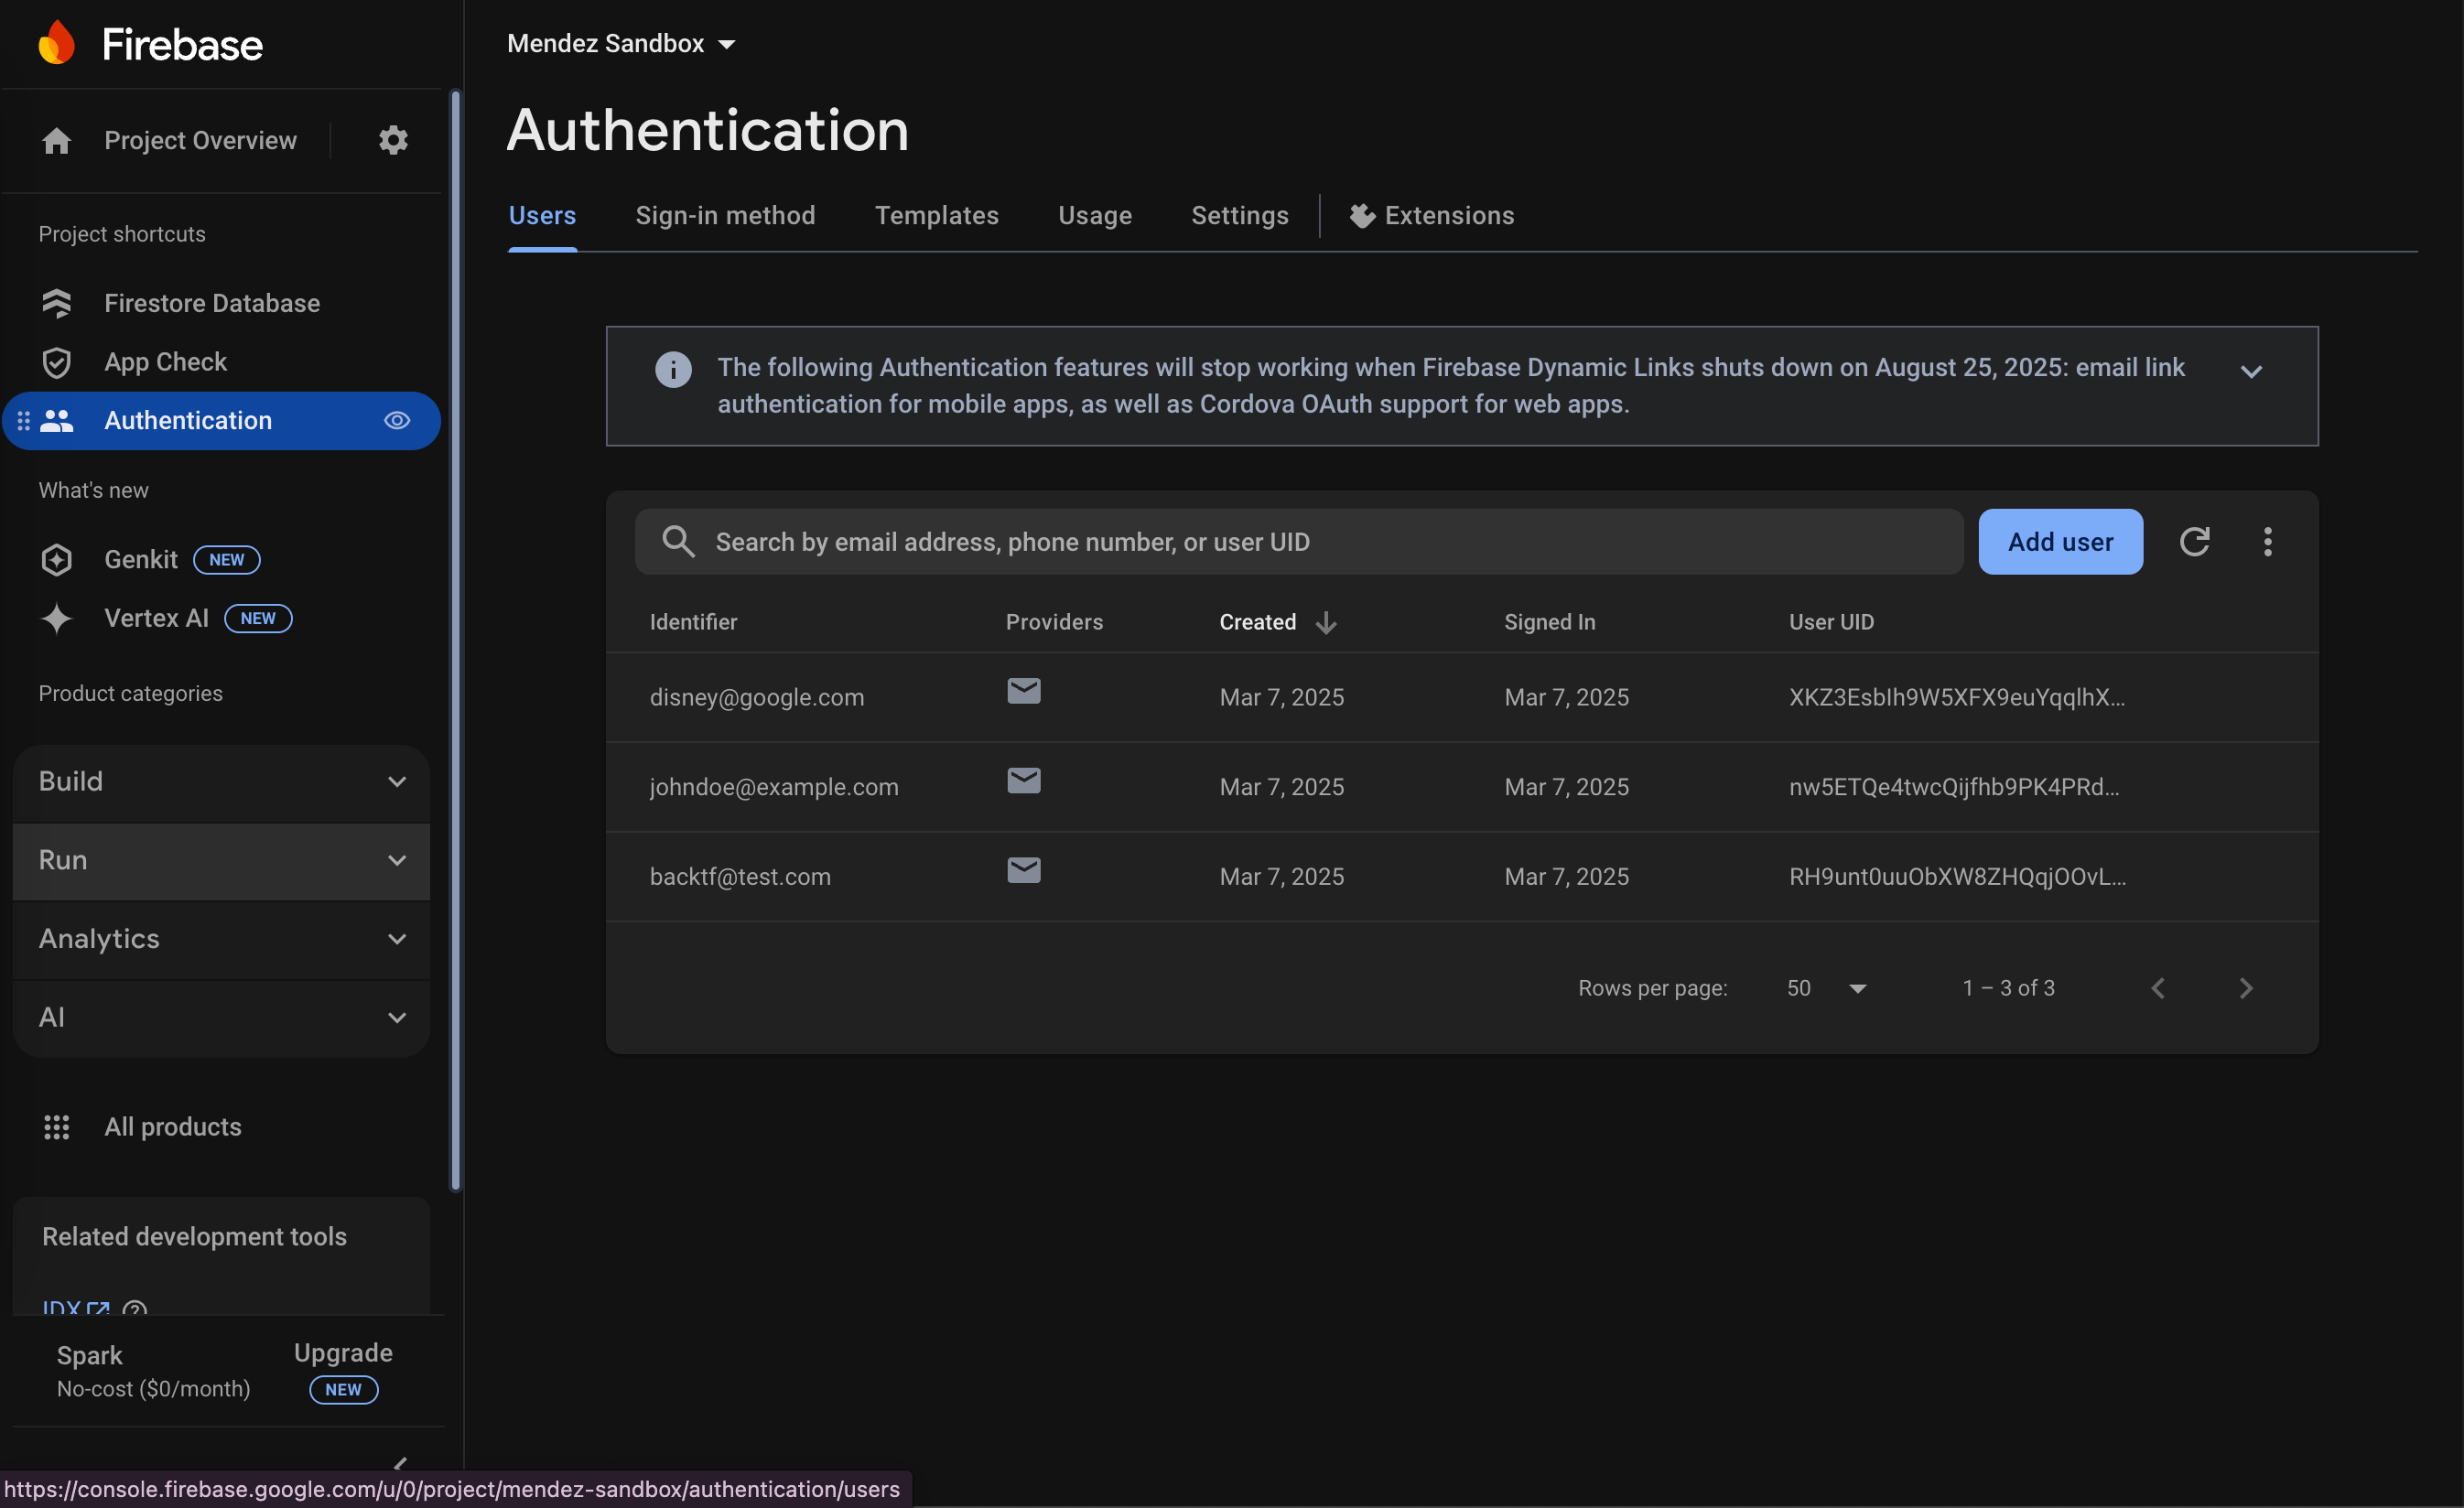 Firebase
Project Overview
Project shortcuts
Firestore Database
App Check
Authentication
What's new
Genkit NEW
Vertex AI NEW
Product categories
Build
Run
Analytics
AI
All products
Related development tools
IDX
Spark
No-cost ($0/month)
Upgrade
NEW
Mendez Sandbox
Authentication
Users Sign-in method Templates Usage Settings Extensions
The following Authentication features will stop working when Firebase Dynamic Links shuts down on August 25, 2025: email link
authentication for mobile apps, as well as Cordova OAuth support for web apps.
Search by email address, phone number, or user UID Add user
Identifier Providers Created Signed In User UID
disney@google.com Mar 7, 2025 Mar 7, 2025 XKZ3EsbIh9W5XFX9euYqqlhX...
johndoe@example.com Mar 7, 2025 Mar 7, 2025 nw5ETQe4twcQijfhb9PK4PRd...
backtf@test.com Mar 7, 2025 Mar 7, 2025 RH9unt0uuObXW8ZHQqjOOvL...
Rows per page: 50 1 – 3 of 3
https://console.firebase.google.com/u/0/project/mendez-sandbox/authentication/users